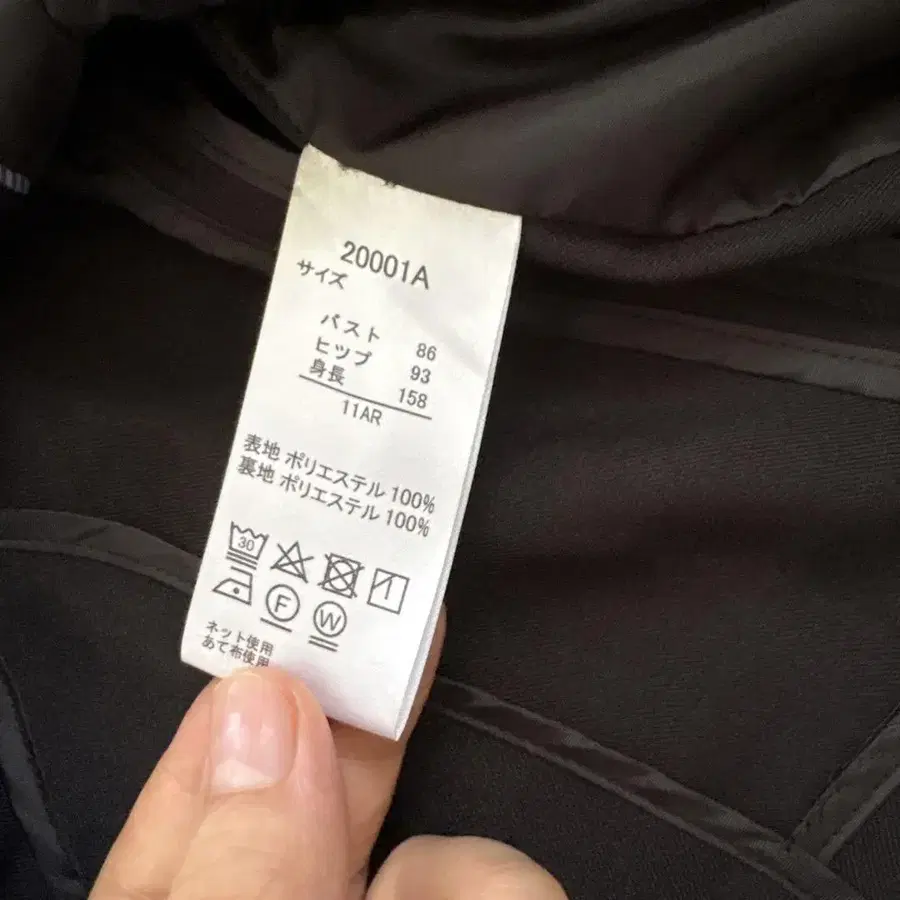 20001A
サイズ
バスト 86
ヒップ 93
身長 158
11AR
表地 ポリエステル 100%
裏地 ポリエステル 100%
30
F W
ネット使用
あて布使用